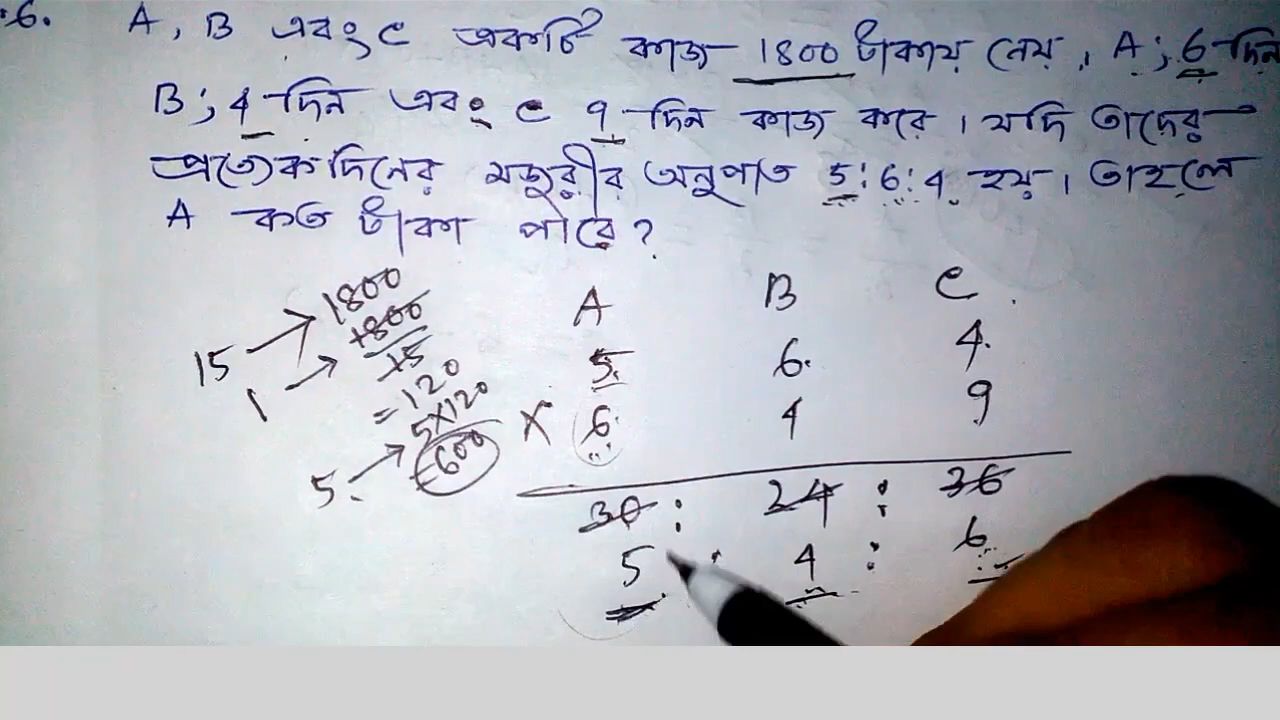 6. A, B এবং C একটি কাজ 1800 টাকায় নেয়, A; 6 দিন
B; 4 দিন এবং C 9 দিন কাজ করে। যদি তাদের
প্রত্যেকদিনের মজুরীর অনুপাত 5:6:4 হয়। তাহলে
A কত টাকা পাবে?
A B C
5 6 4
× 6 4 9
30 : 24 : 36
5 : 4 : 6
15 → 1800
1 → 1800
15
= 120
5 → 5×120
= 600